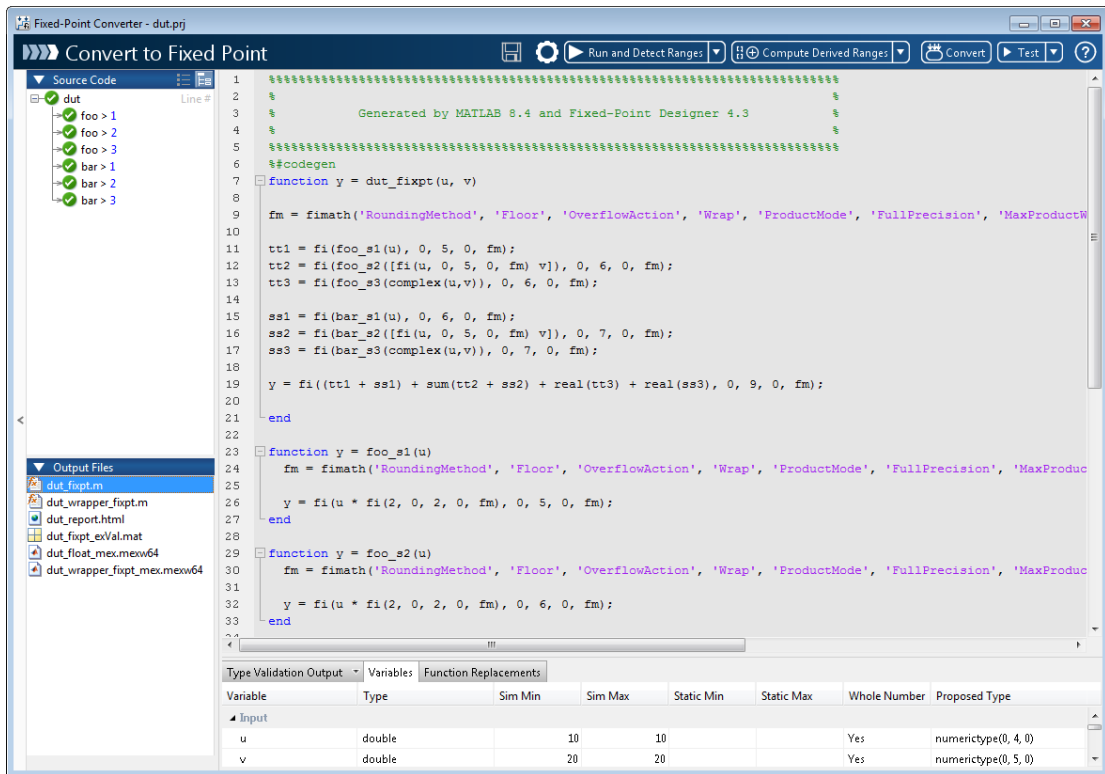 Fixed-Point Converter - dut.prj
Convert to Fixed Point
Run and Detect Ranges
Compute Derived Ranges
Convert
Test
Source Code
dut Line #
foo > 1
foo > 2
foo > 3
bar > 1
bar > 2
bar > 3
Output Files
dut_fixpt.m
dut_wrapper_fixpt.m
dut_report.html
dut_fixpt_exVal.mat
dut_float_mex.mexw64
dut_wrapper_fixpt_mex.mexw64
1 %%%%%%%%%%%%%%%%%%%%%%%%%%%%%%%%%%%%%%%%%%%%%%%%%%%%%%%%%%%%%%%%%%%%%%%%%%%%
2 % %
3 % Generated by MATLAB 8.4 and Fixed-Point Designer 4.3 %
4 % %
5 %%%%%%%%%%%%%%%%%%%%%%%%%%%%%%%%%%%%%%%%%%%%%%%%%%%%%%%%%%%%%%%%%%%%%%%%%%%%
6 %#codegen
7 function y = dut_fixpt(u, v)
8
9 fm = fimath('RoundingMethod', 'Floor', 'OverflowAction', 'Wrap', 'ProductMode', 'FullPrecision', 'MaxProductW
10
11 tt1 = fi(foo_s1(u), 0, 5, 0, fm);
12 tt2 = fi(foo_s2([fi(u, 0, 5, 0, fm) v]), 0, 6, 0, fm);
13 tt3 = fi(foo_s3(complex(u,v)), 0, 6, 0, fm);
14
15 ss1 = fi(bar_s1(u), 0, 6, 0, fm);
16 ss2 = fi(bar_s2([fi(u, 0, 5, 0, fm) v]), 0, 7, 0, fm);
17 ss3 = fi(bar_s3(complex(u,v)), 0, 7, 0, fm);
18
19 y = fi((tt1 + ss1) + sum(tt2 + ss2) + real(tt3) + real(ss3), 0, 9, 0, fm);
20
21 end
22
23 function y = foo_s1(u)
24 fm = fimath('RoundingMethod', 'Floor', 'OverflowAction', 'Wrap', 'ProductMode', 'FullPrecision', 'MaxProduc
25
26 y = fi(u * fi(2, 0, 2, 0, fm), 0, 5, 0, fm);
27 end
28
29 function y = foo_s2(u)
30 fm = fimath('RoundingMethod', 'Floor', 'OverflowAction', 'Wrap', 'ProductMode', 'FullPrecision', 'MaxProduc
31
32 y = fi(u * fi(2, 0, 2, 0, fm), 0, 6, 0, fm);
33 end
Type Validation Output Variables Function Replacements
Variable Type Sim Min Sim Max Static Min Static Max Whole Number Proposed Type
Input
u double 10 10 Yes numerictype(0, 4, 0)
v double 20 20 Yes numerictype(0, 5, 0)